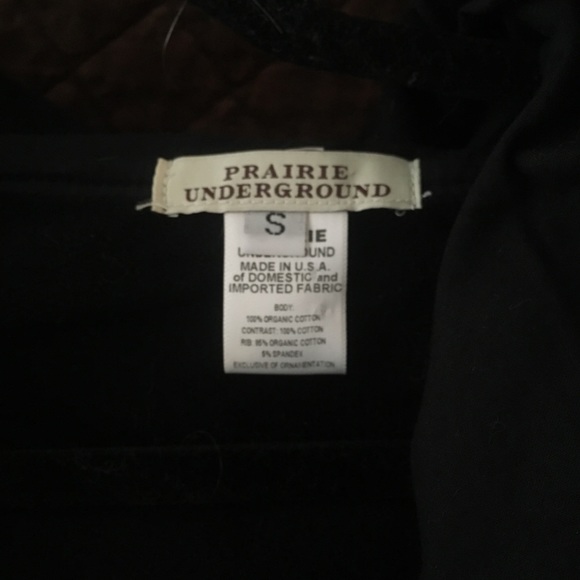 PRAIRIE
UNDERGROUND
S
IE
MADE IN U.S.A.
of DOMESTIC and
IMPORTED FABRIC
BODY:
100% ORGANIC COTTON
CONTRAST: 100% COTTON
RIB: 95% ORGANIC COTTON
5% SPANDEX
EXCLUSIVE OF ORNAMENTATION